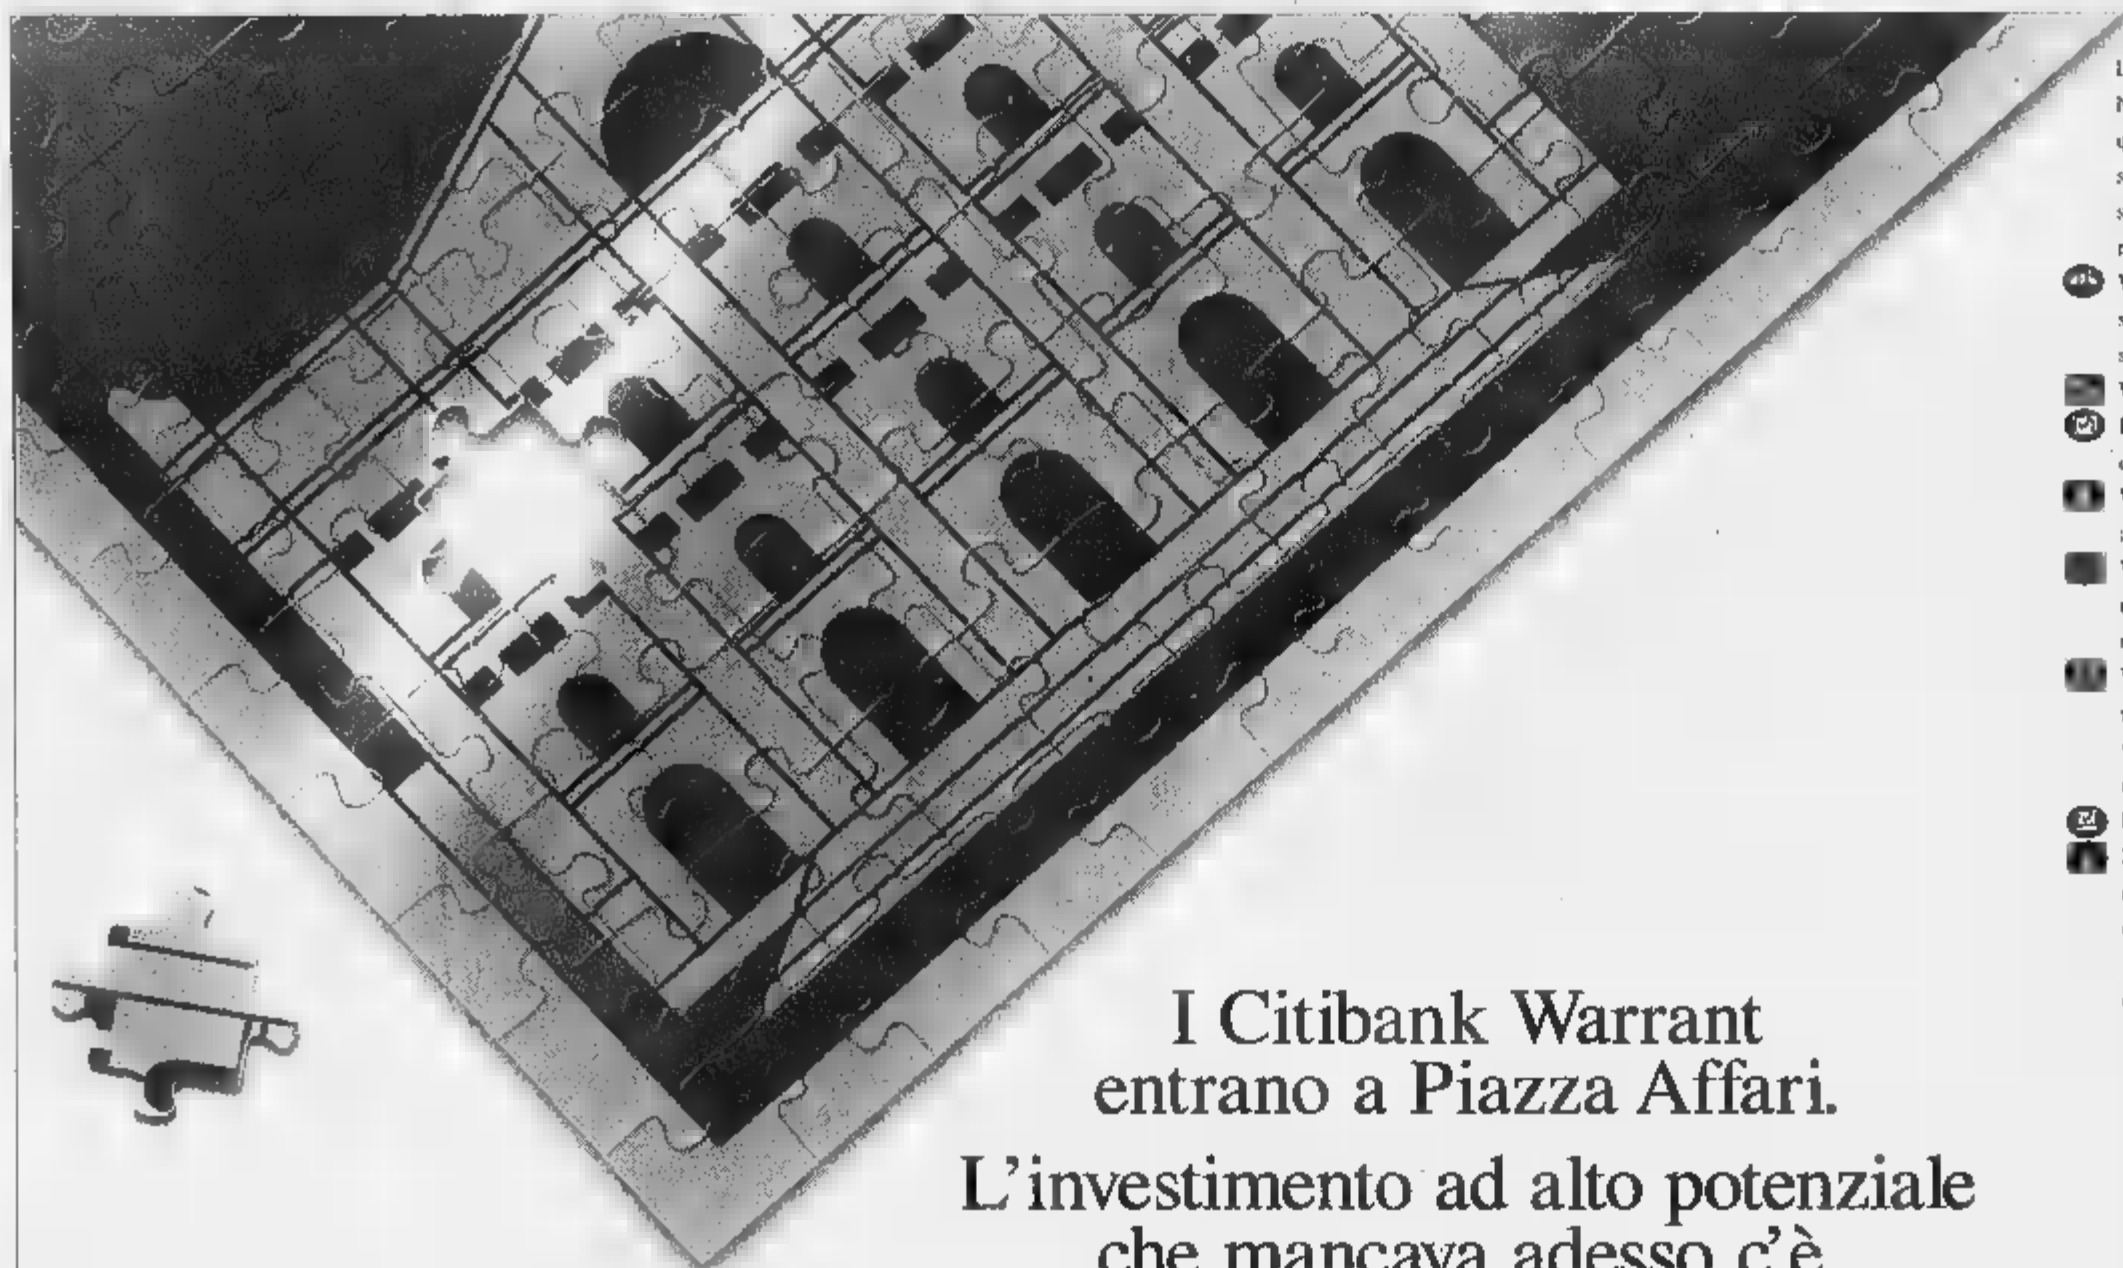 I Citibank Warrant
entrano a Piazza Affari.
L'investimento ad alto potenziale
che mancava adesso c'è